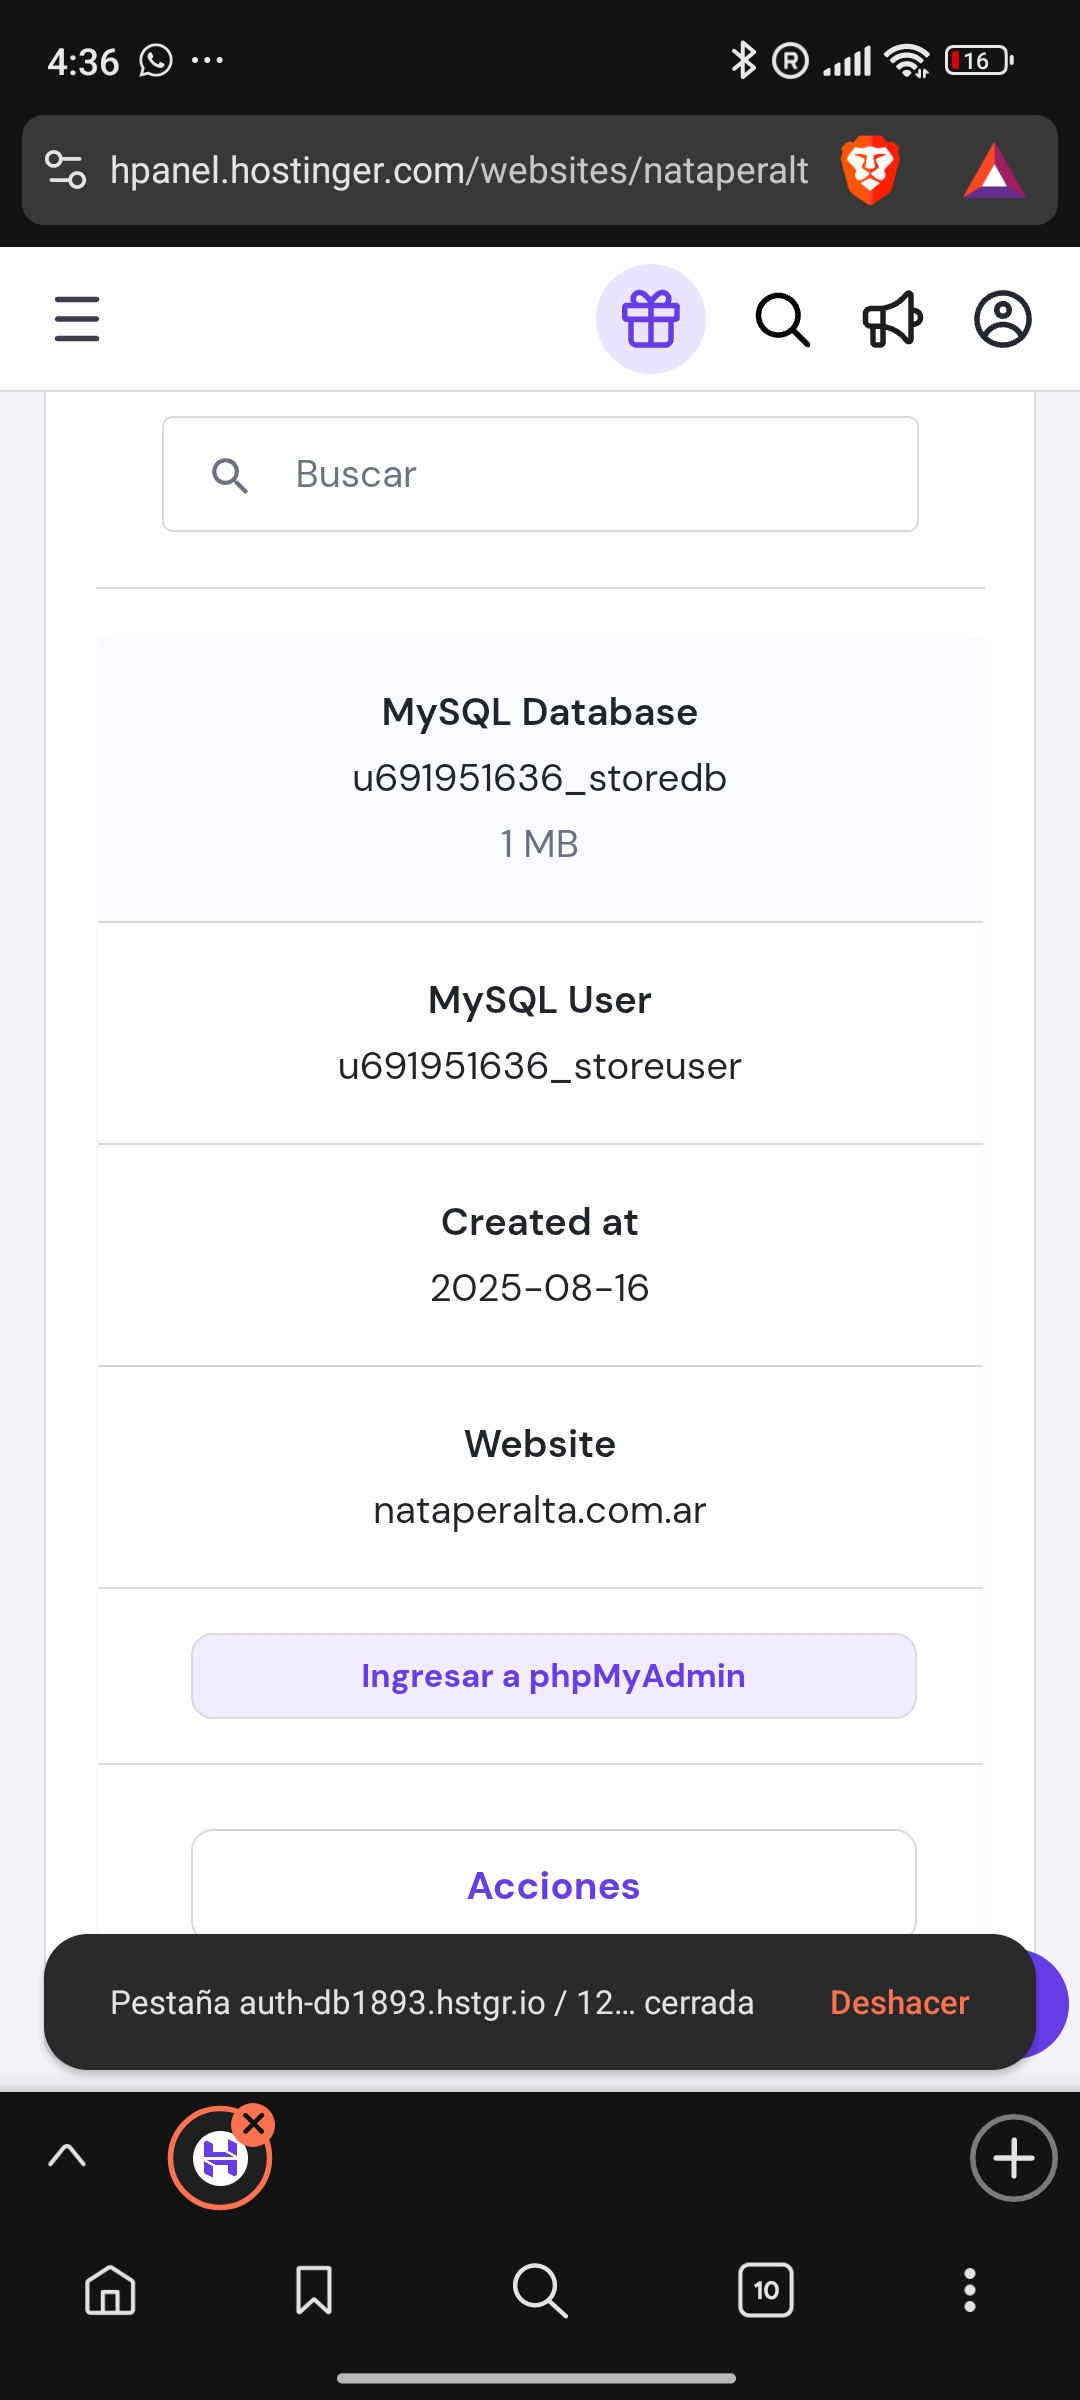 4:36
R
16
hpanel.hostinger.com/websites/nataperalt
Buscar
MySQL Database
u691951636_storedb
1 MB
MySQL User
u691951636_storeuser
Created at
2025-08-16
Website
nataperalta.com.ar
Ingresar a phpMyAdmin
Acciones
Pestaña auth-db1893.hstgr.io / 12... cerrada
Deshacer
10